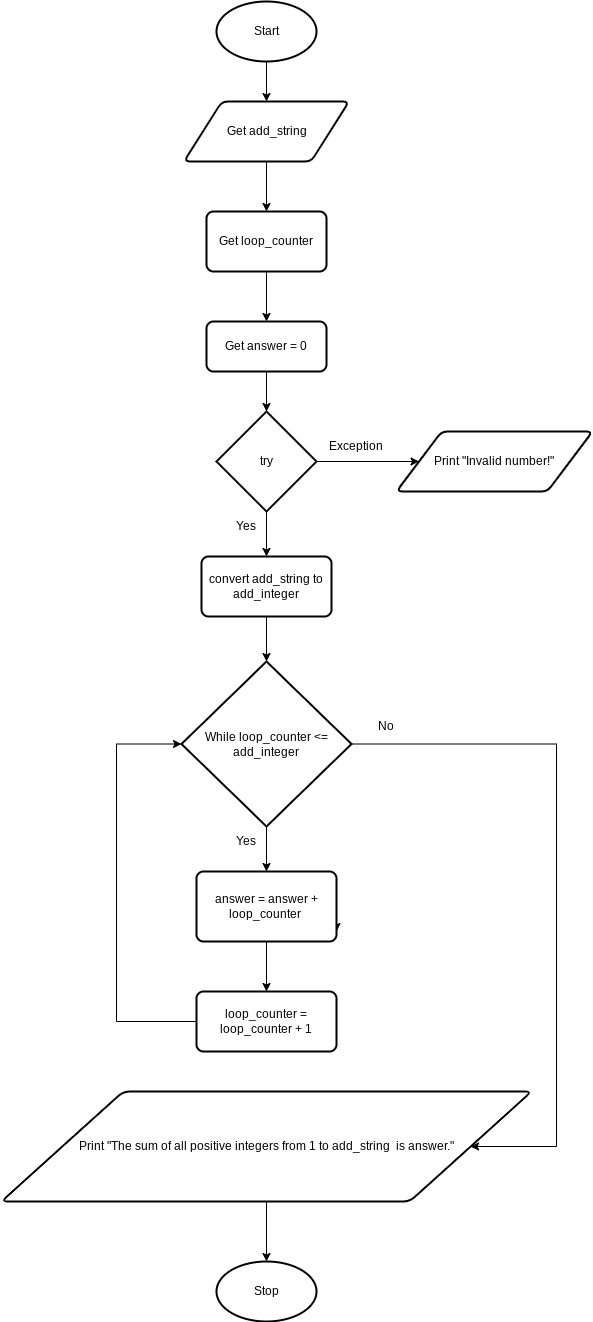 Start
Get add_string
Get loop_counter
Get answer = 0
try
Exception
Print "Invalid number!"
Yes
convert add_string to
add_integer
No
While loop_counter <=
add_integer
Yes
answer = answer +
loop_counter
loop_counter =
loop_counter + 1
Print "The sum of all positive integers from 1 to add_string  is answer."
Stop